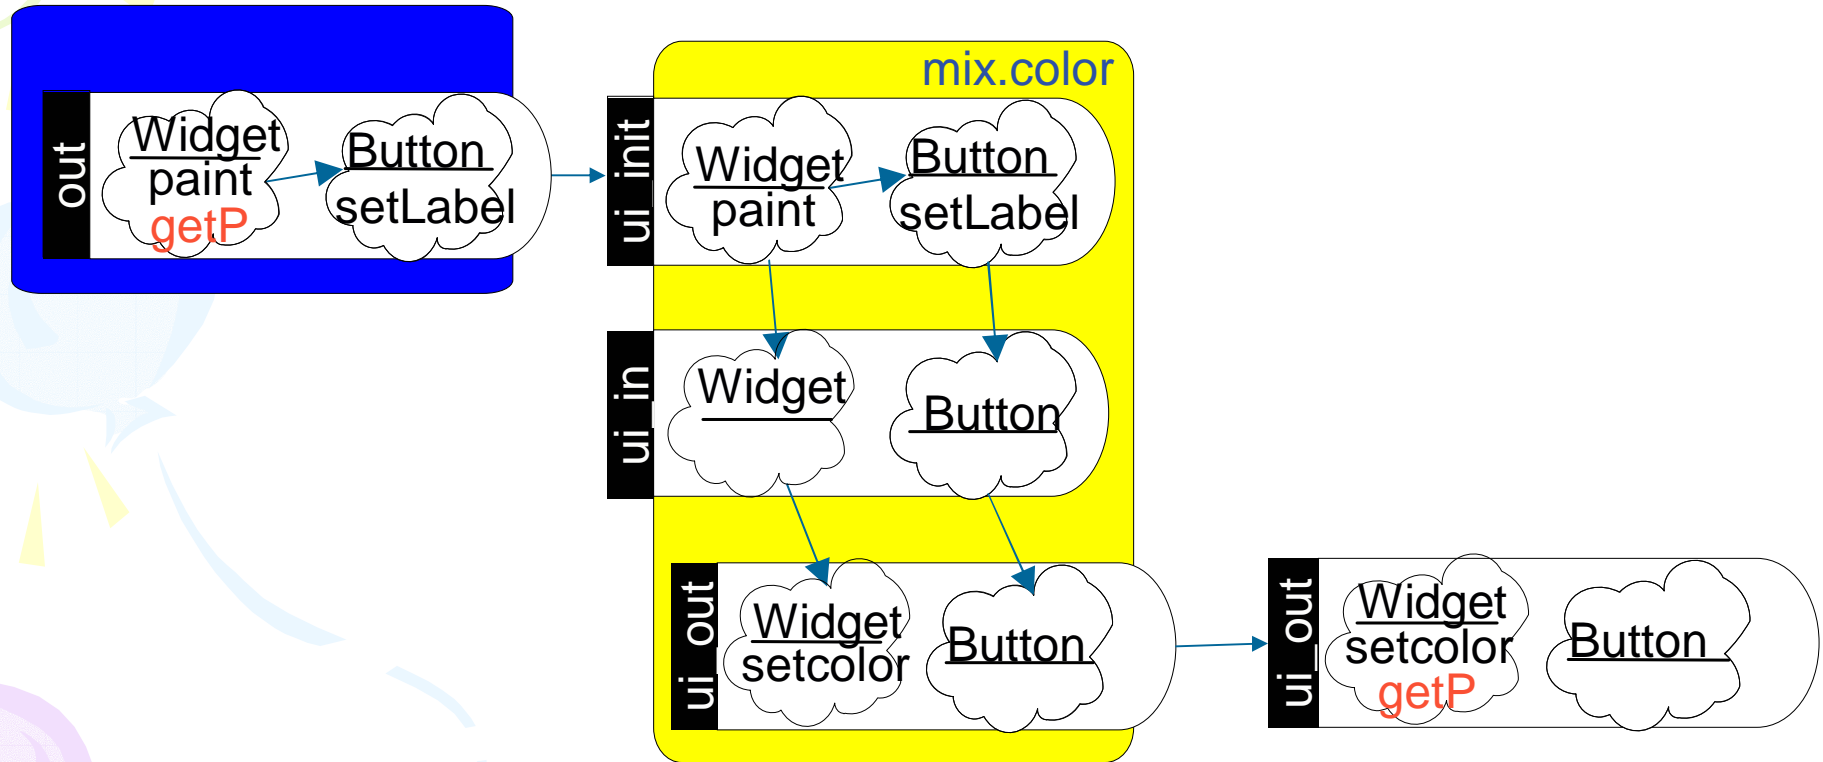 out
Widget
paint
getP
Button
setLabel
mix.color
ui_init
Widget
paint
Button
setLabel
ui_in
Widget
Button
ui_out
Widget
setcolor
Button
ui_out
Widget
setcolor
getP
Button